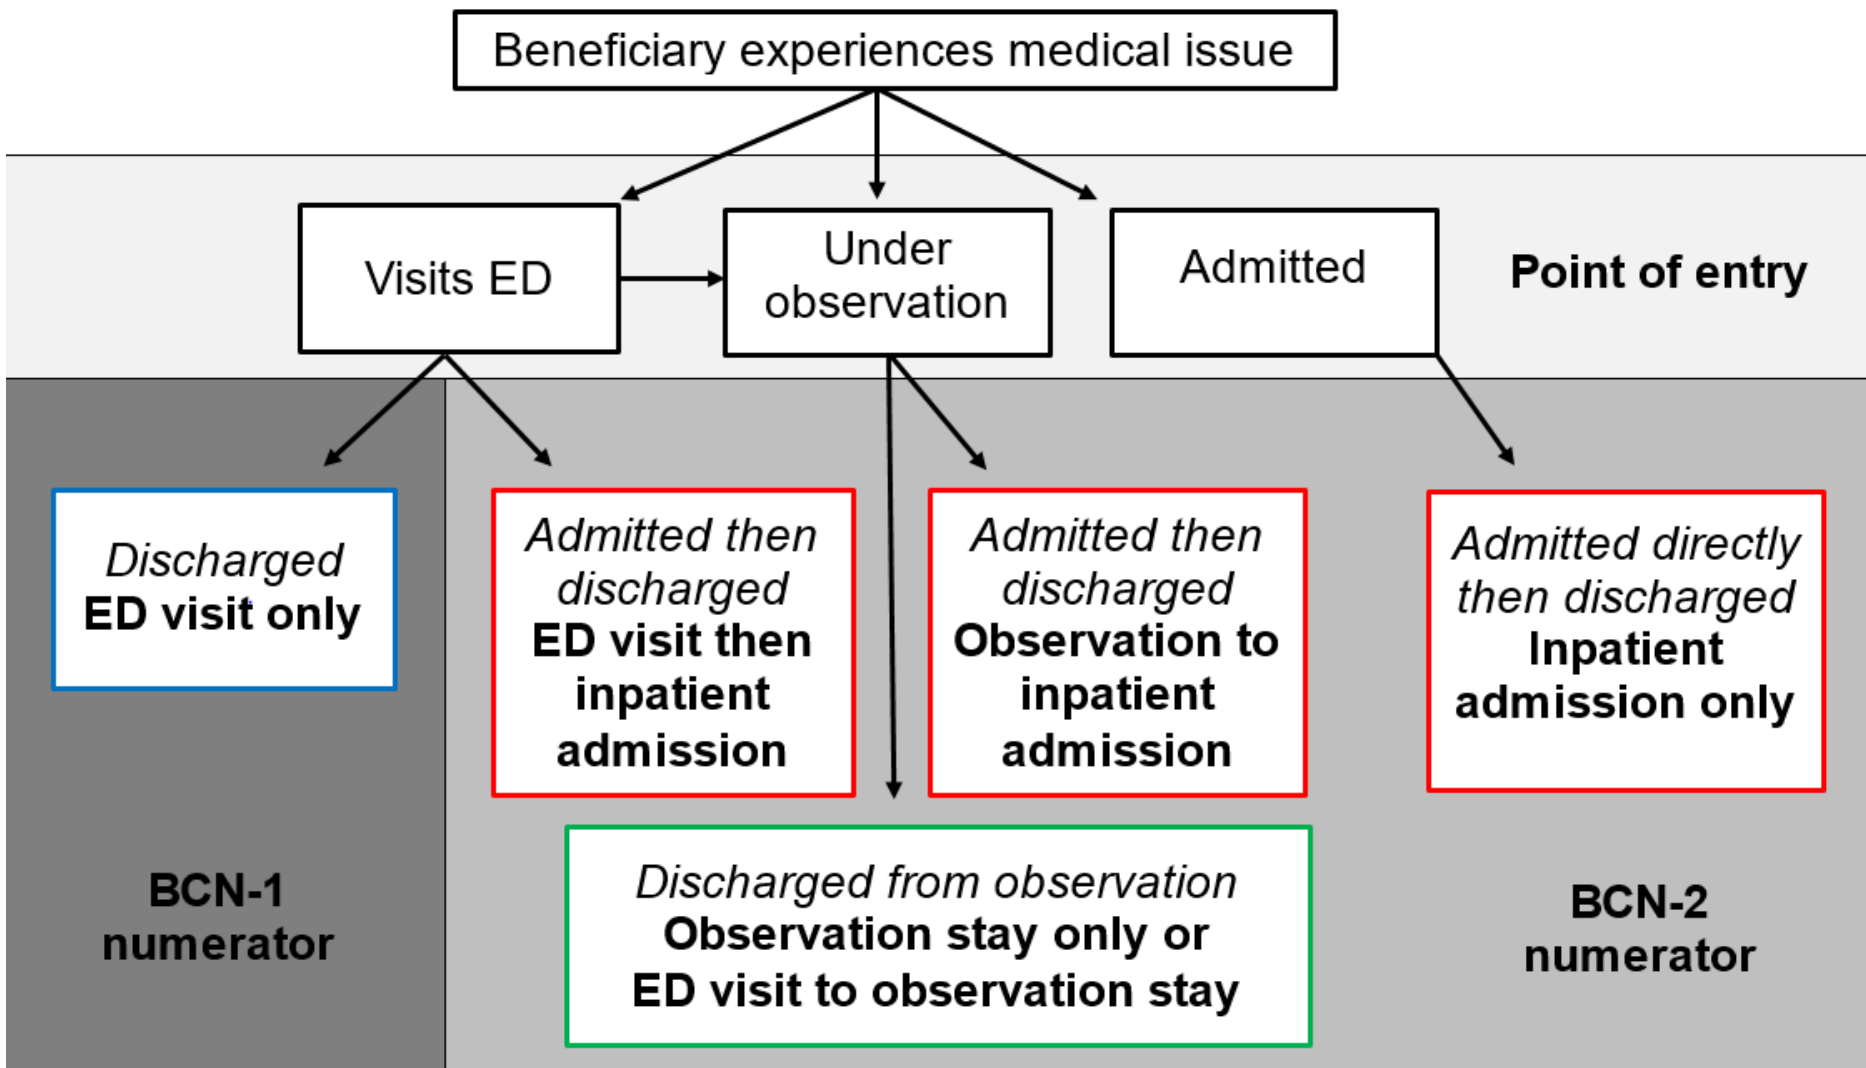 Beneficiary experiences medical issue
Visits ED
Under
observation
Admitted
Point of entry
Discharged
ED visit only
Admitted then
discharged
ED visit then
inpatient
admission
Admitted then
discharged
Observation to
inpatient
admission
Admitted directly
then discharged
Inpatient
admission only
BCN-1
numerator
Discharged from observation
Observation stay only or
ED visit to observation stay
BCN-2
numerator